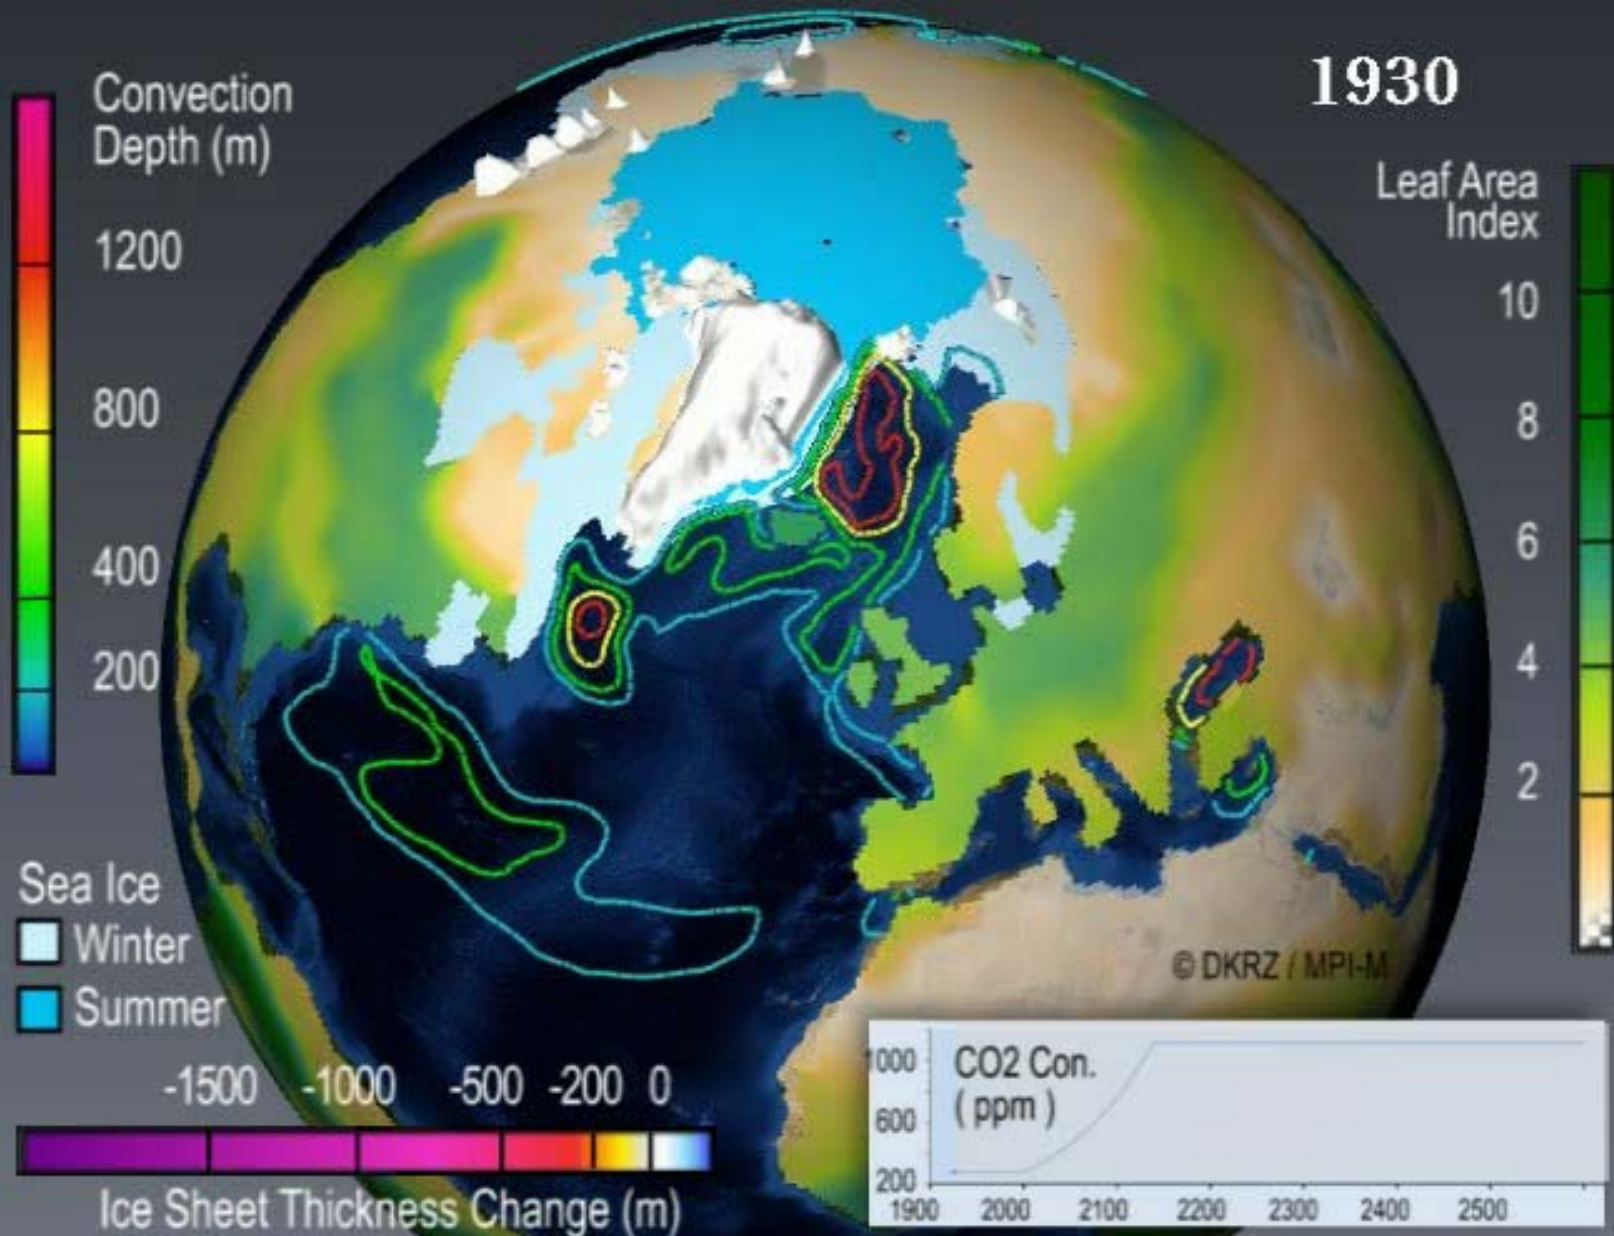 Convection
Depth (m)
1200
800
400
200
1930
Leaf Area
Index
10
8
6
4
2
Sea Ice
Winter
Summer
-1500 -1000 -500 -200 0
Ice Sheet Thickness Change (m)
© DKRZ / MPI-M
CO2 Con.
( ppm )
1000
600
200
1900 2000 2100 2200 2300 2400 2500